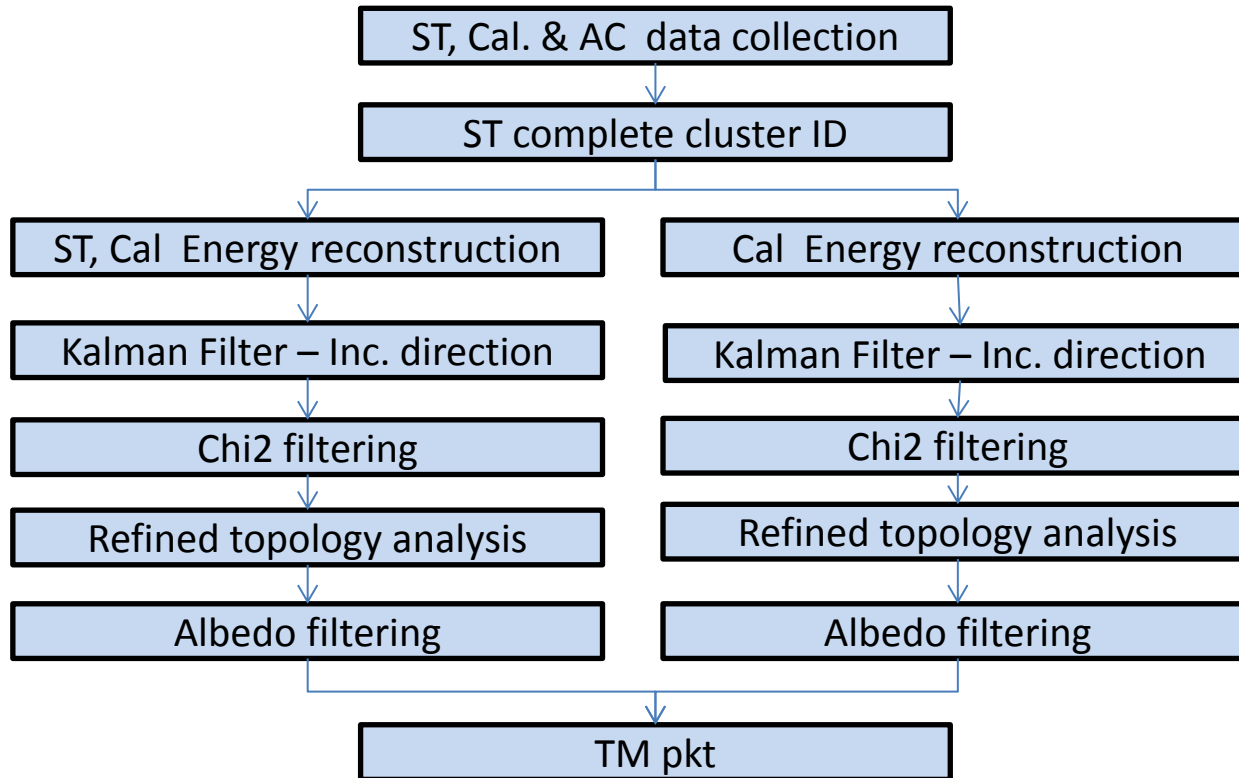 ST, Cal. & AC data collection
ST complete cluster ID
ST, Cal Energy reconstruction
Kalman Filter – Inc. direction
Chi2 filtering
Refined topology analysis
Albedo filtering
Cal Energy reconstruction
Kalman Filter – Inc. direction
Chi2 filtering
Refined topology analysis
Albedo filtering
TM pkt